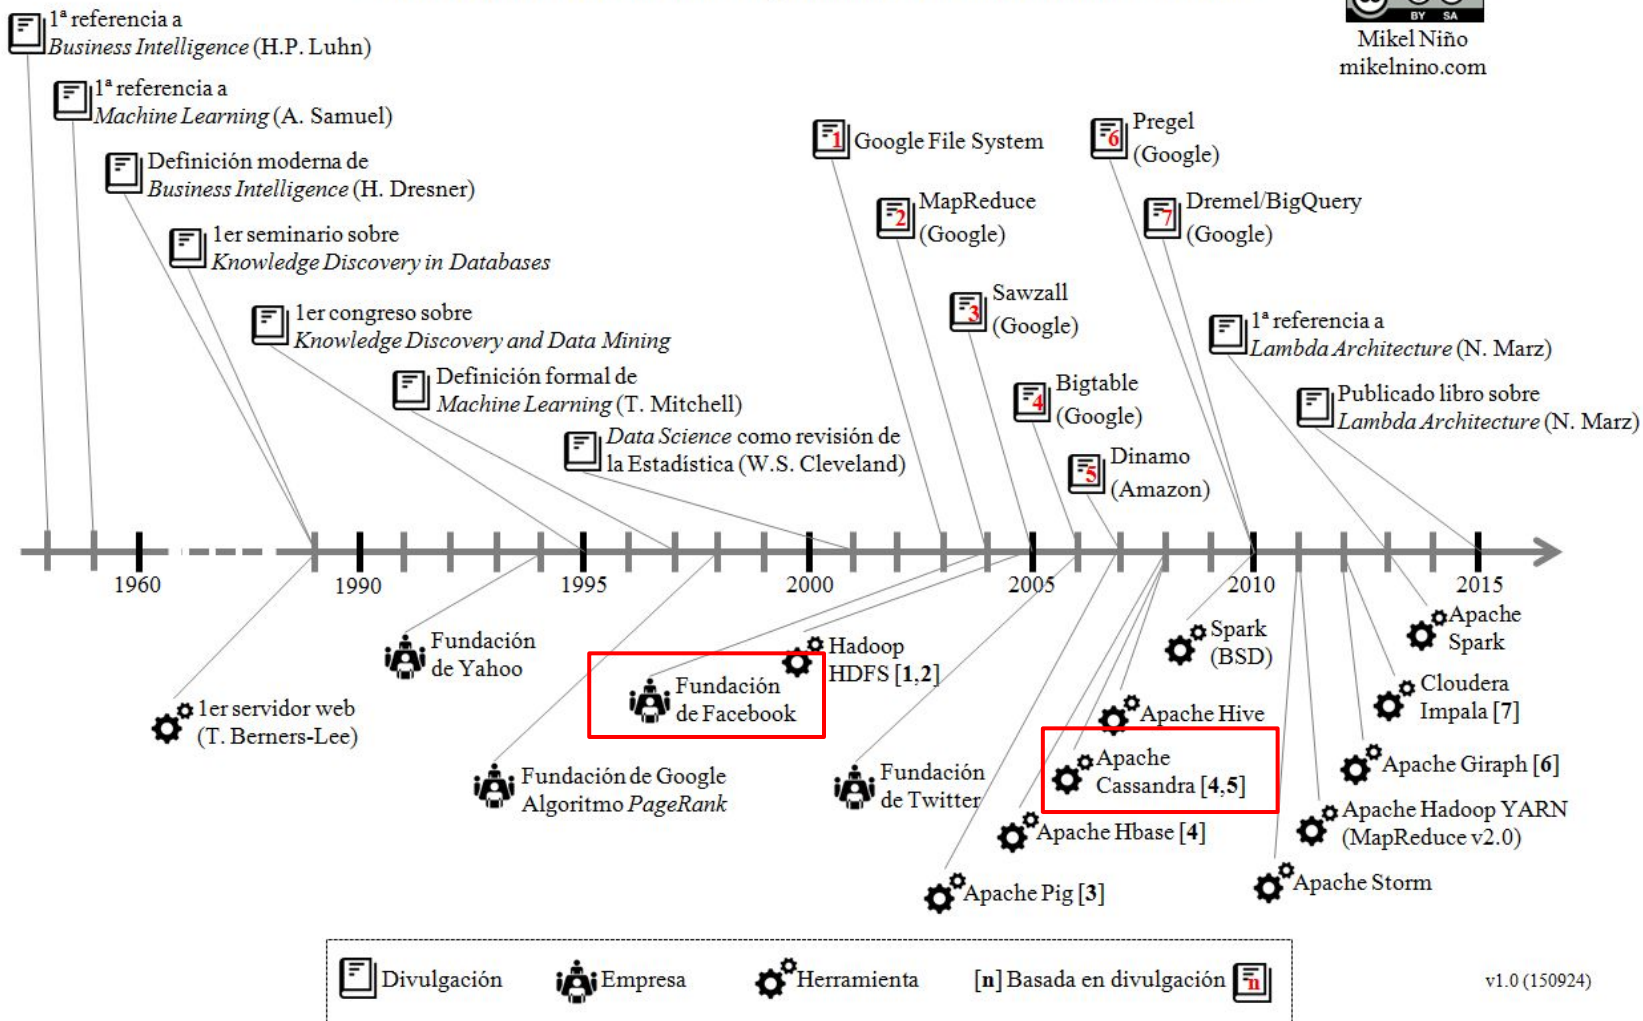 BY SA
Mikel Niño
mikelnino.com
1ª referencia a
Business Intelligence (H.P. Luhn)
1ª referencia a
Machine Learning (A. Samuel)
Definición moderna de
Business Intelligence (H. Dresner)
1er seminario sobre
Knowledge Discovery in Databases
1er congreso sobre
Knowledge Discovery and Data Mining
Definición formal de
Machine Learning (T. Mitchell)
Data Science como revisión de
la Estadística (W.S. Cleveland)
1
Google File System
2
MapReduce
(Google)
3
Sawzall
(Google)
4
Bigtable
(Google)
5
Dinamo
(Amazon)
6
Pregel
(Google)
7
Dremel/BigQuery
(Google)
1ª referencia a
Lambda Architecture (N. Marz)
Publicado libro sobre
Lambda Architecture (N. Marz)
1960 1990 1995 2000 2005 2010 2015
1er servidor web
(T. Berners-Lee)
Fundación
de Yahoo
Fundación de Google
Algoritmo PageRank
Fundación
de Facebook
Hadoop
HDFS [1,2]
Fundación
de Twitter
Apache Pig [3]
Apache Hbase [4]
Apache
Cassandra [4,5]
Apache Hive
Spark
(BSD)
Apache Storm
Apache Hadoop YARN
(MapReduce v2.0)
Apache Giraph [6]
Cloudera
Impala [7]
Apache
Spark
Divulgación
Empresa
Herramienta
[n] Basada en divulgación
n
v1.0 (150924)